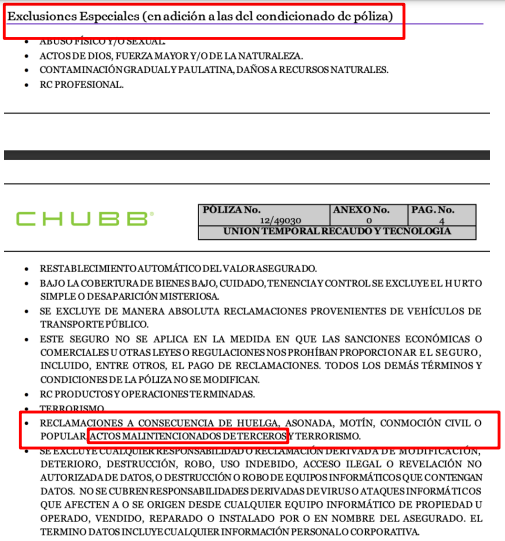 Exclusiones Especiales (en adición a las del condicionado de póliza)
• ABUSO FÍSICO Y/O SEXUAL.
• ACTOS DE DIOS, FUERZA MAYOR Y/O DE LA NATURALEZA.
• CONTAMINACIÓN GRADUAL Y PAULATINA, DAÑOS A RECURSOS NATURALES.
• RC PROFESIONAL.
CHUBB
POLIZA No. ANEXO No. PAG. No.
12/49030 0 4
UNION TEMPORAL RECAUDO Y TECNOLOGIA
• RESTABLECIMIENTO AUTOMÁTICO DEL VALOR ASEGURADO.
• BAJO LA COBERTURA DE BIENES BAJO, CUIDADO, TENENCIA Y CONTROL SE EXCLUYE EL HURTO
SIMPLE O DESAPARICIÓN MISTERIOSA.
• SE EXCLUYE DE MANERA ABSOLUTA RECLAMACIONES PROVENIENTES DE VEHÍCULOS DE
TRANSPORTE PÚBLICO.
• ESTE SEGURO NO SE APLICA EN LA MEDIDA EN QUE LAS SANCIONES ECONÓMICAS O
COMERCIALES U OTRAS LEYES O REGULACIONES NOS PROHÍBAN PROPORCIONAR EL SEGURO,
INCLUIDO, ENTRE OTROS, EL PAGO DE RECLAMACIONES. TODOS LOS DEMÁS TÉRMINOS Y
CONDICIONES DE LA PÓLIZA NO SE MODIFICAN.
• RC PRODUCTOS Y OPERACIONES TERMINADAS.
• TERRORISMO
• RECLAMACIONES A CONSECUENCIA DE HUELGA, ASONADA, MOTÍN, CONMOCIÓN CIVIL O
POPULAR, ACTOS MALINTENCIONADOS DE TERCEROS Y TERRORISMO.
• SE EXCLUYE CUALQUIER RESPONSABILIDAD O RECLAMACIÓN DERIVADA DE MODIFICACIÓN,
DETERIORO, DESTRUCCIÓN, ROBO, USO INDEBIDO, ACCESO ILEGAL O REVELACIÓN NO
AUTORIZADA DE DATOS, O DESTRUCCIÓN O ROBO DE EQUIPOS INFORMÁTICOS QUE CONTENGAN
DATOS. NO SE CUBREN RESPONSABILIDADES DERIVADAS DE VIRUS O ATAQUES INFORMÁTICOS
QUE AFECTEN A O SE ORIGEN DESDE CUALQUIER EQUIPO INFORMÁTICO DE PROPIEDAD U
OPERADO, VENDIDO, REPARADO O INSTALADO POR O EN NOMBRE DEL ASEGURADO. EL
TERMINO DATOS INCLUYE CUALQUIER INFORMACIÓN PERSONAL O CORPORATIVA.